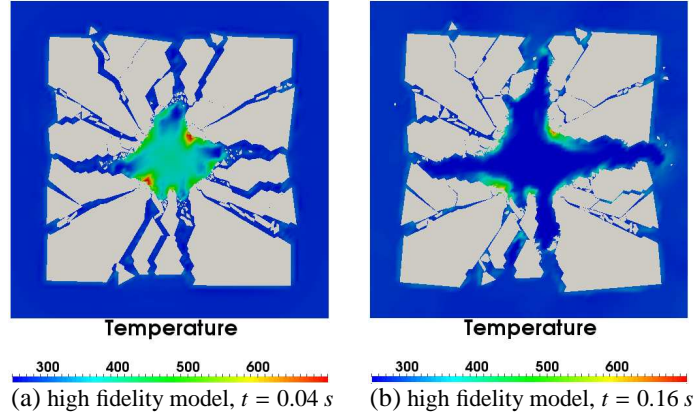 Temperature
300 400 500 600
(a) high fidelity model, t = 0.04 s
Temperature
300 400 500 600
(b) high fidelity model, t = 0.16 s